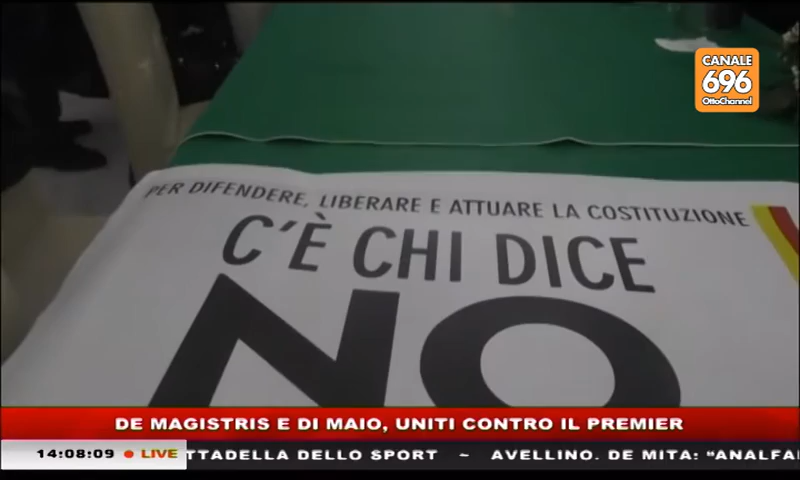 CANALE
696
OttoChannel
PER DIFENDERE, LIBERARE E ATTUARE LA COSTITUZIONE
C'È CHI DICE
NO
DE MAGISTRIS E DI MAIO, UNITI CONTRO IL PREMIER
14:08:09 ● LIVE TTADELLA DELLO SPORT ~ AVELLINO. DE MITA: "ANALFA